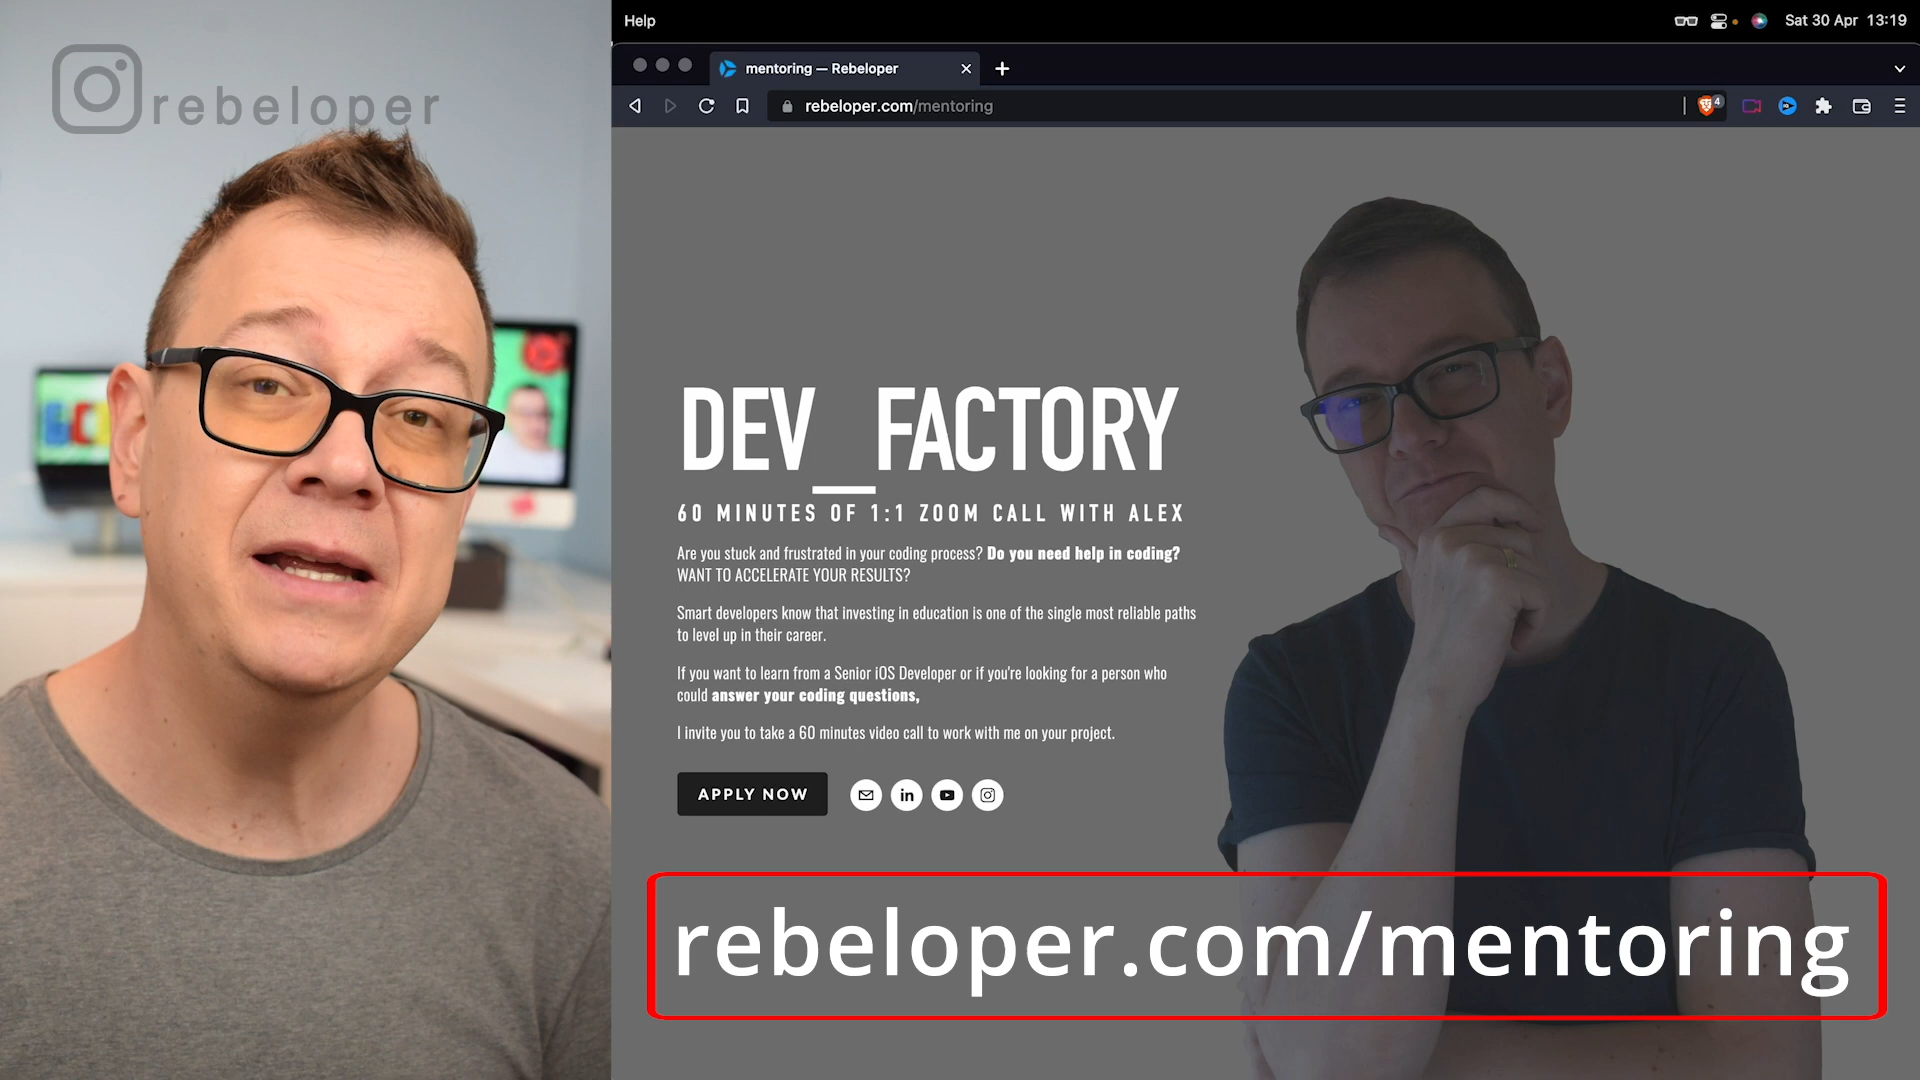 rebeloper
Help
Sat 30 Apr 13:19
mentoring — Rebeloper
rebeloper.com/mentoring
4
DEV_FACTORY
60 MINUTES OF 1:1 ZOOM CALL WITH ALEX
Are you stuck and frustrated in your coding process? Do you need help in coding?
WANT TO ACCELERATE YOUR RESULTS?
Smart developers know that investing in education is one of the single most reliable paths
to level up in their career.
If you want to learn from a Senior iOS Developer or if you're looking for a person who
could answer your coding questions,
I invite you to take a 60 minutes video call to work with me on your project.
APPLY NOW
in
rebeloper.com/mentoring